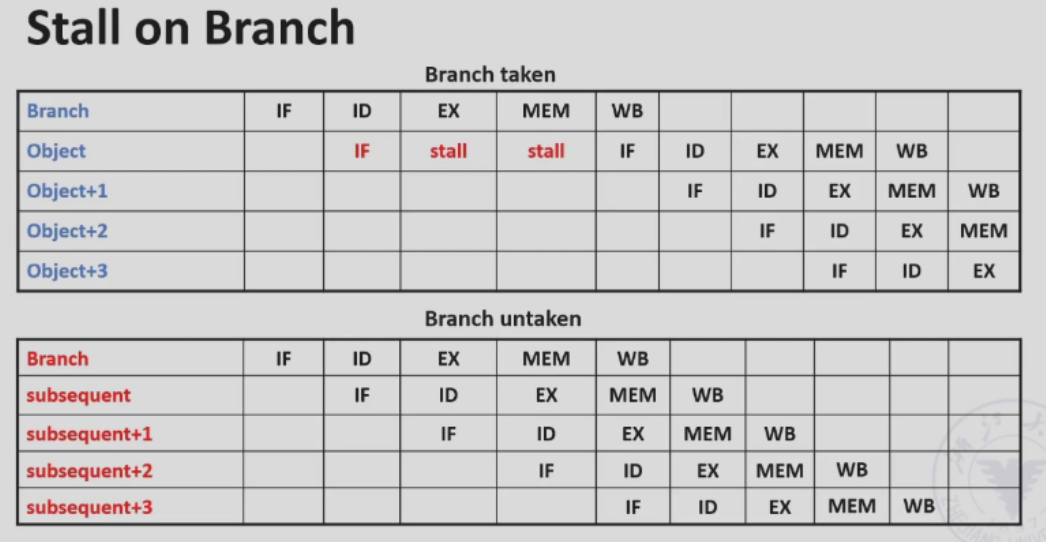 Stall on Branch
Branch taken
Branch IF ID EX MEM WB
Object IF stall stall IF ID EX MEM WB
Object+1 IF ID EX MEM WB
Object+2 IF ID EX MEM
Object+3 IF ID EX
Branch untaken
Branch IF ID EX MEM WB
subsequent IF ID EX MEM WB
subsequent+1 IF ID EX MEM WB
subsequent+2 IF ID EX MEM WB
subsequent+3 IF ID EX MEM WB